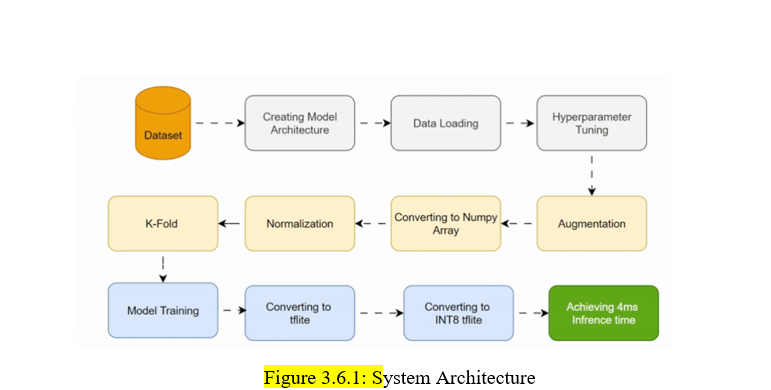 Dataset
Creating Model
Architecture
Data Loading
Hyperparameter
Tuning
K-Fold
Normalization
Converting to Numpy
Array
Augmentation
Model Training
Converting to
tflite
Converting to
INT8 tflite
Achieving 4ms
Infrence time
Figure 3.6.1: System Architecture